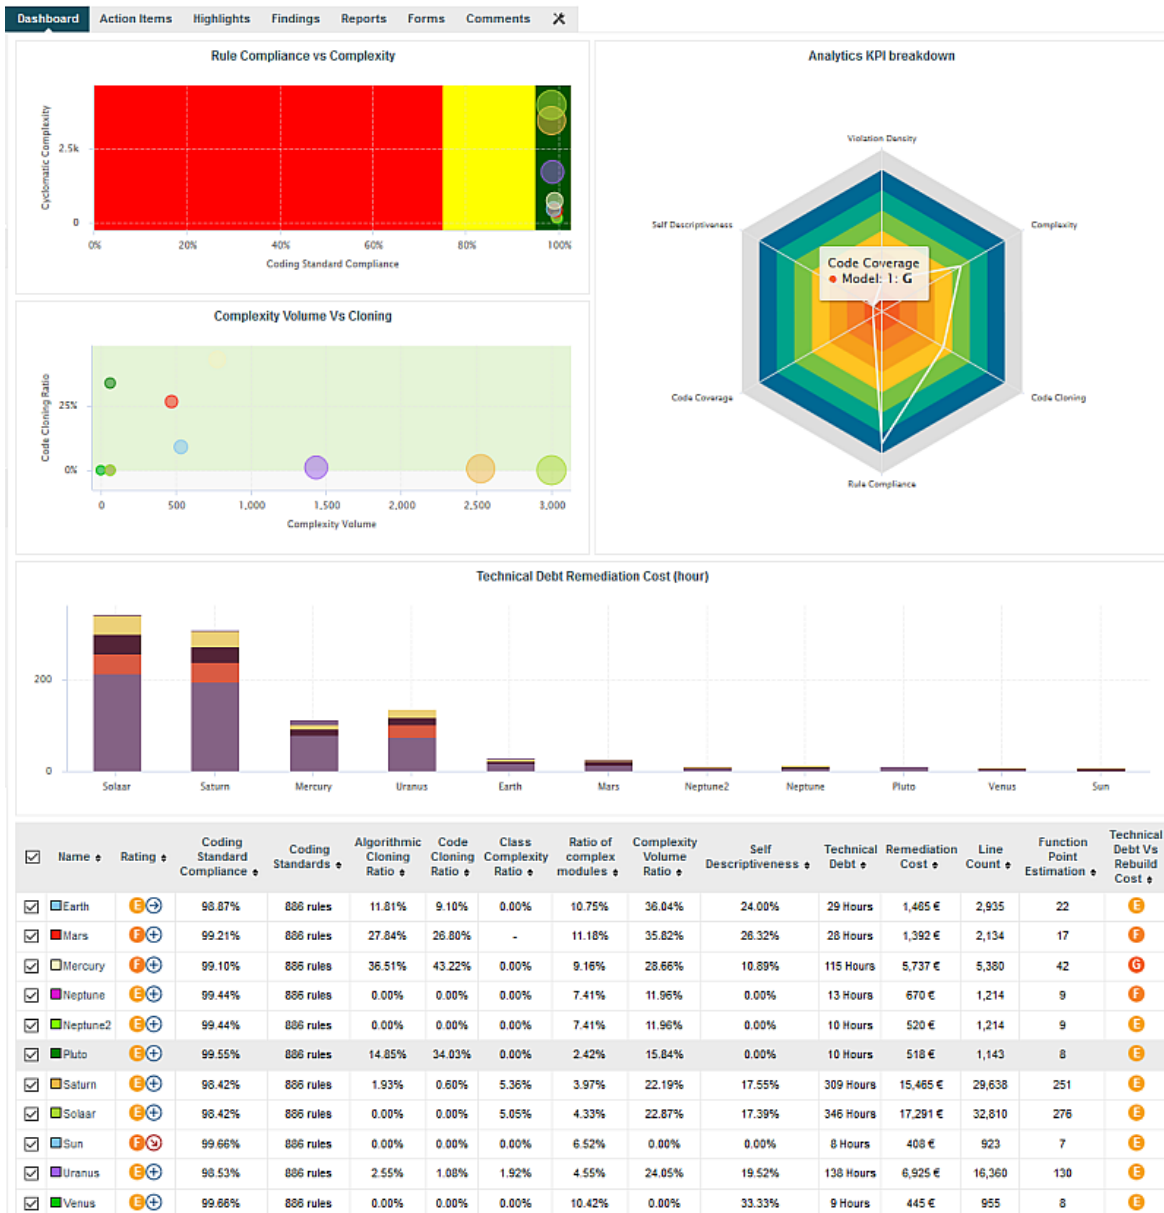 Dashboard Action Items Highlights Findings Reports Forms Comments
Rule Compliance vs Complexity
Cyclomatic Complexity
2.5k
0
0% 20% 40% 60% 80% 100%
Coding Standard Compliance
Analytics KPI breakdown
Violation Density
Self Descriptiveness
Complexity
Code Coverage
Model: 1: G
Code Coverage
Code Cloning
Rule Compliance
Complexity Volume Vs Cloning
Code Cloning Ratio
25%
0%
0 500 1,000 1,500 2,000 2,500 3,000
Complexity Volume
Technical Debt Remediation Cost (hour)
200
0
Solaar Saturn Mercury Uranus Earth Mars Neptune2 Neptune Pluto Venus Sun
Name Rating Coding Standard Compliance Coding Standards Algorithmic Cloning Ratio Code Cloning Ratio Class Complexity Ratio Ratio of complex modules Complexity Volume Ratio Self Descriptiveness Technical Debt Remediation Cost Line Count Function Point Estimation Technical Debt Vs Rebuild Cost
Earth E 98.87% 886 rules 11.81% 9.10% 0.00% 10.75% 36.04% 24.00% 29 Hours 1,465 € 2,935 22 E
Mars F 99.21% 886 rules 27.84% 26.80% - 11.18% 35.82% 26.32% 28 Hours 1,392 € 2,134 17 F
Mercury F 99.10% 886 rules 36.51% 43.22% 0.00% 9.16% 28.66% 10.89% 115 Hours 5,737 € 5,380 42 G
Neptune E 99.44% 886 rules 0.00% 0.00% 0.00% 7.41% 11.96% 0.00% 13 Hours 670 € 1,214 9 F
Neptune2 E 99.44% 886 rules 0.00% 0.00% 0.00% 7.41% 11.96% 0.00% 10 Hours 520 € 1,214 9 E
Pluto E 99.55% 886 rules 14.85% 34.03% 0.00% 2.42% 15.84% 0.00% 10 Hours 518 € 1,143 8 E
Saturn E 98.42% 886 rules 1.93% 0.60% 5.36% 3.97% 22.19% 17.55% 309 Hours 15,465 € 29,638 251 E
Solaar E 98.42% 886 rules 0.00% 0.00% 5.05% 4.33% 22.87% 17.39% 346 Hours 17,291 € 32,810 276 E
Sun F 99.66% 886 rules 0.00% 0.00% 0.00% 6.52% 0.00% 0.00% 8 Hours 408 € 923 7 E
Uranus E 98.53% 886 rules 2.55% 1.08% 1.92% 4.55% 24.05% 19.52% 138 Hours 6,925 € 16,360 130 E
Venus E 99.66% 886 rules 0.00% 0.00% 0.00% 10.42% 0.00% 33.33% 9 Hours 445 € 955 8 E